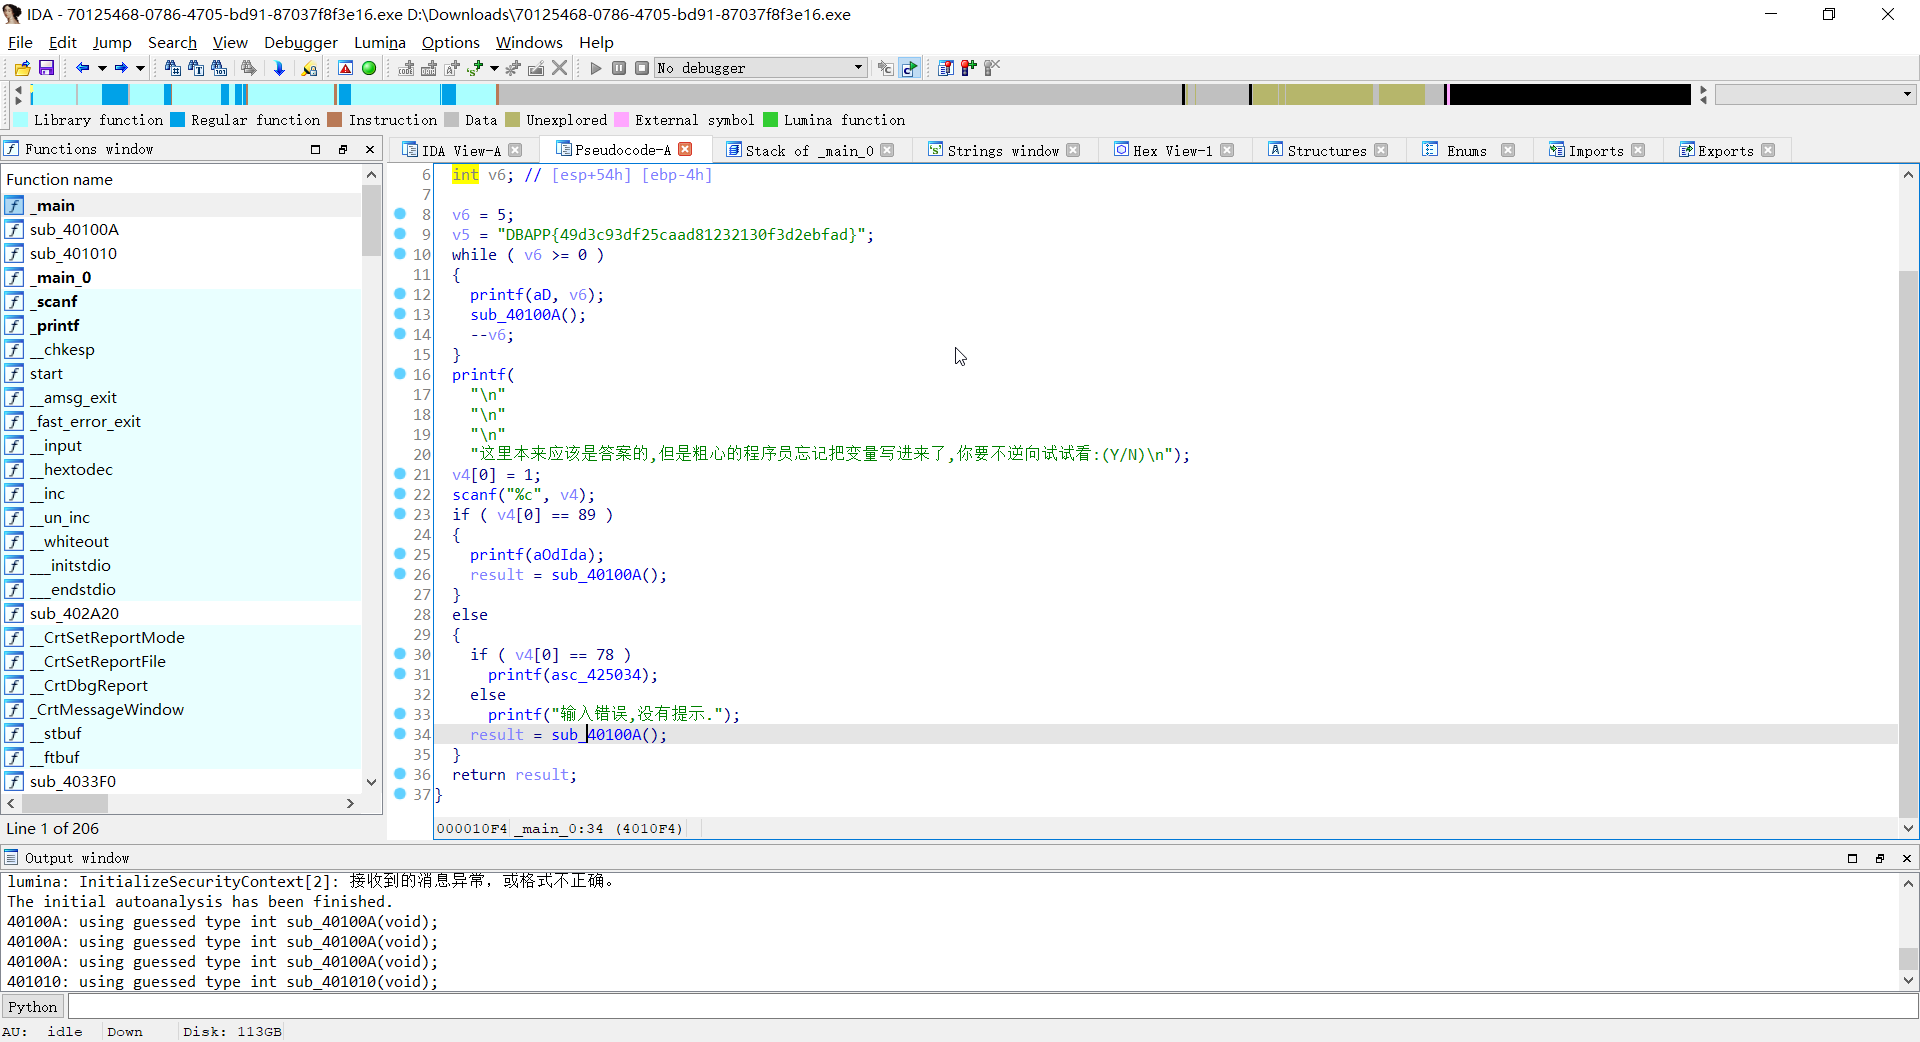 IDA - 70125468-0786-4705-bd91-87037f8f3e16.exe D:\Downloads\70125468-0786-4705-bd91-87037f8f3e16.exe
File Edit Jump Search View Debugger Lumina Options Windows Help
No debugger
Library function Regular function Instruction Data Unexplored External symbol Lumina function
Functions window
IDA View-A Pseudocode-A Stack of _main_0 Strings window Hex View-1 Structures Enums Imports Exports
Function name
_main
sub_40100A
sub_401010
_main_0
_scanf
_printf
__chkesp
start
__amsg_exit
_fast_error_exit
__input
__hextodec
__inc
__un_inc
__whiteout
___initstdio
___endstdio
sub_402A20
__CrtSetReportMode
__CrtSetReportFile
__CrtDbgReport
_CrtMessageWindow
__stbuf
__ftbuf
sub_4033F0
Line 1 of 206
6 int v6; // [esp+54h] [ebp-4h]
7
8 v6 = 5;
9 v5 = "DBAPP{49d3c93df25caad81232130f3d2ebfad}";
10 while ( v6 >= 0 )
11 {
12 printf(aD, v6);
13 sub_40100A();
14 --v6;
15 }
16 printf(
17 "\n"
18 "\n"
19 "\n"
20 "这里本来应该是答案的,但是粗心的程序员忘记把变量写进来了,你要不逆向试试看:(Y/N)\n");
21 v4[0] = 1;
22 scanf("%c", v4);
23 if ( v4[0] == 89 )
24 {
25 printf(aOdIda);
26 result = sub_40100A();
27 }
28 else
29 {
30 if ( v4[0] == 78 )
31 printf(asc_425034);
32 else
33 printf("输入错误,没有提示.");
34 result = sub_40100A();
35 }
36 return result;
37 }
000010F4 _main_0:34 (4010F4)
Output window
lumina: InitializeSecurityContext[2]: 接收到的消息异常，或格式不正确。
The initial autoanalysis has been finished.
40100A: using guessed type int sub_40100A(void);
40100A: using guessed type int sub_40100A(void);
40100A: using guessed type int sub_40100A(void);
401010: using guessed type int sub_401010(void);
Python
AU: idle Down Disk: 113GB